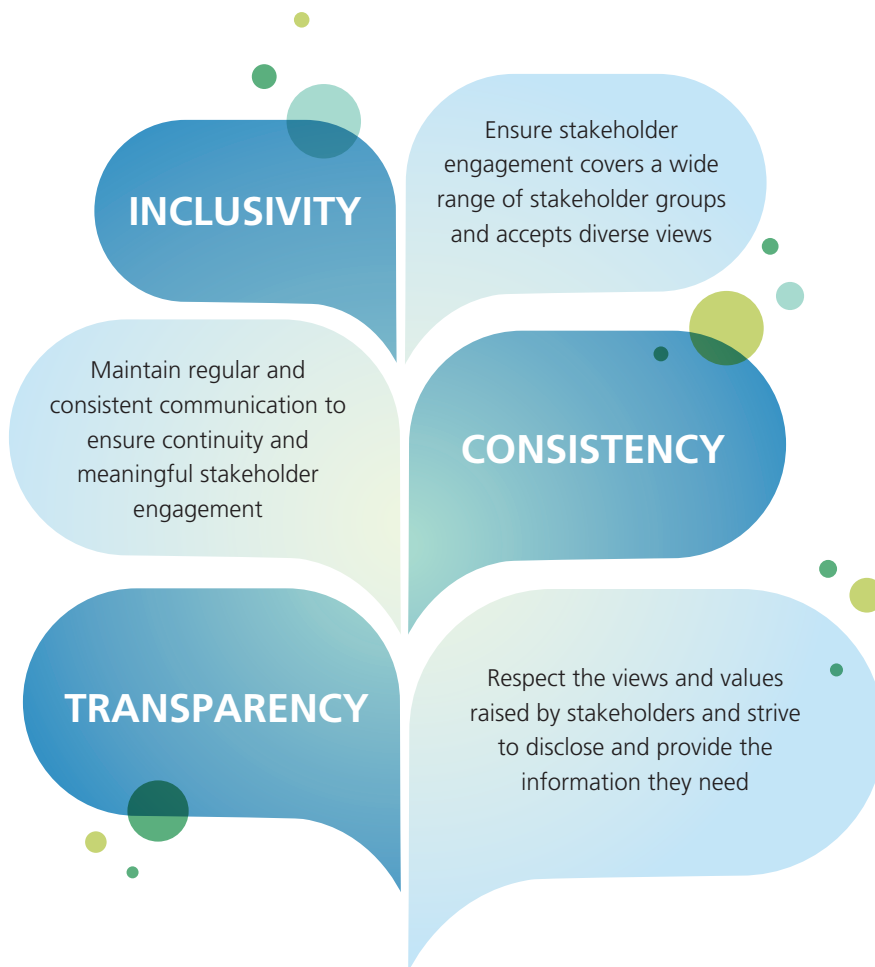 INCLUSIVITY
Ensure stakeholder
engagement covers a wide
range of stakeholder groups
and accepts diverse views
Maintain regular and
consistent communication to
ensure continuity and
meaningful stakeholder
engagement
CONSISTENCY
TRANSPARENCY
Respect the views and values
raised by stakeholders and strive
to disclose and provide the
information they need